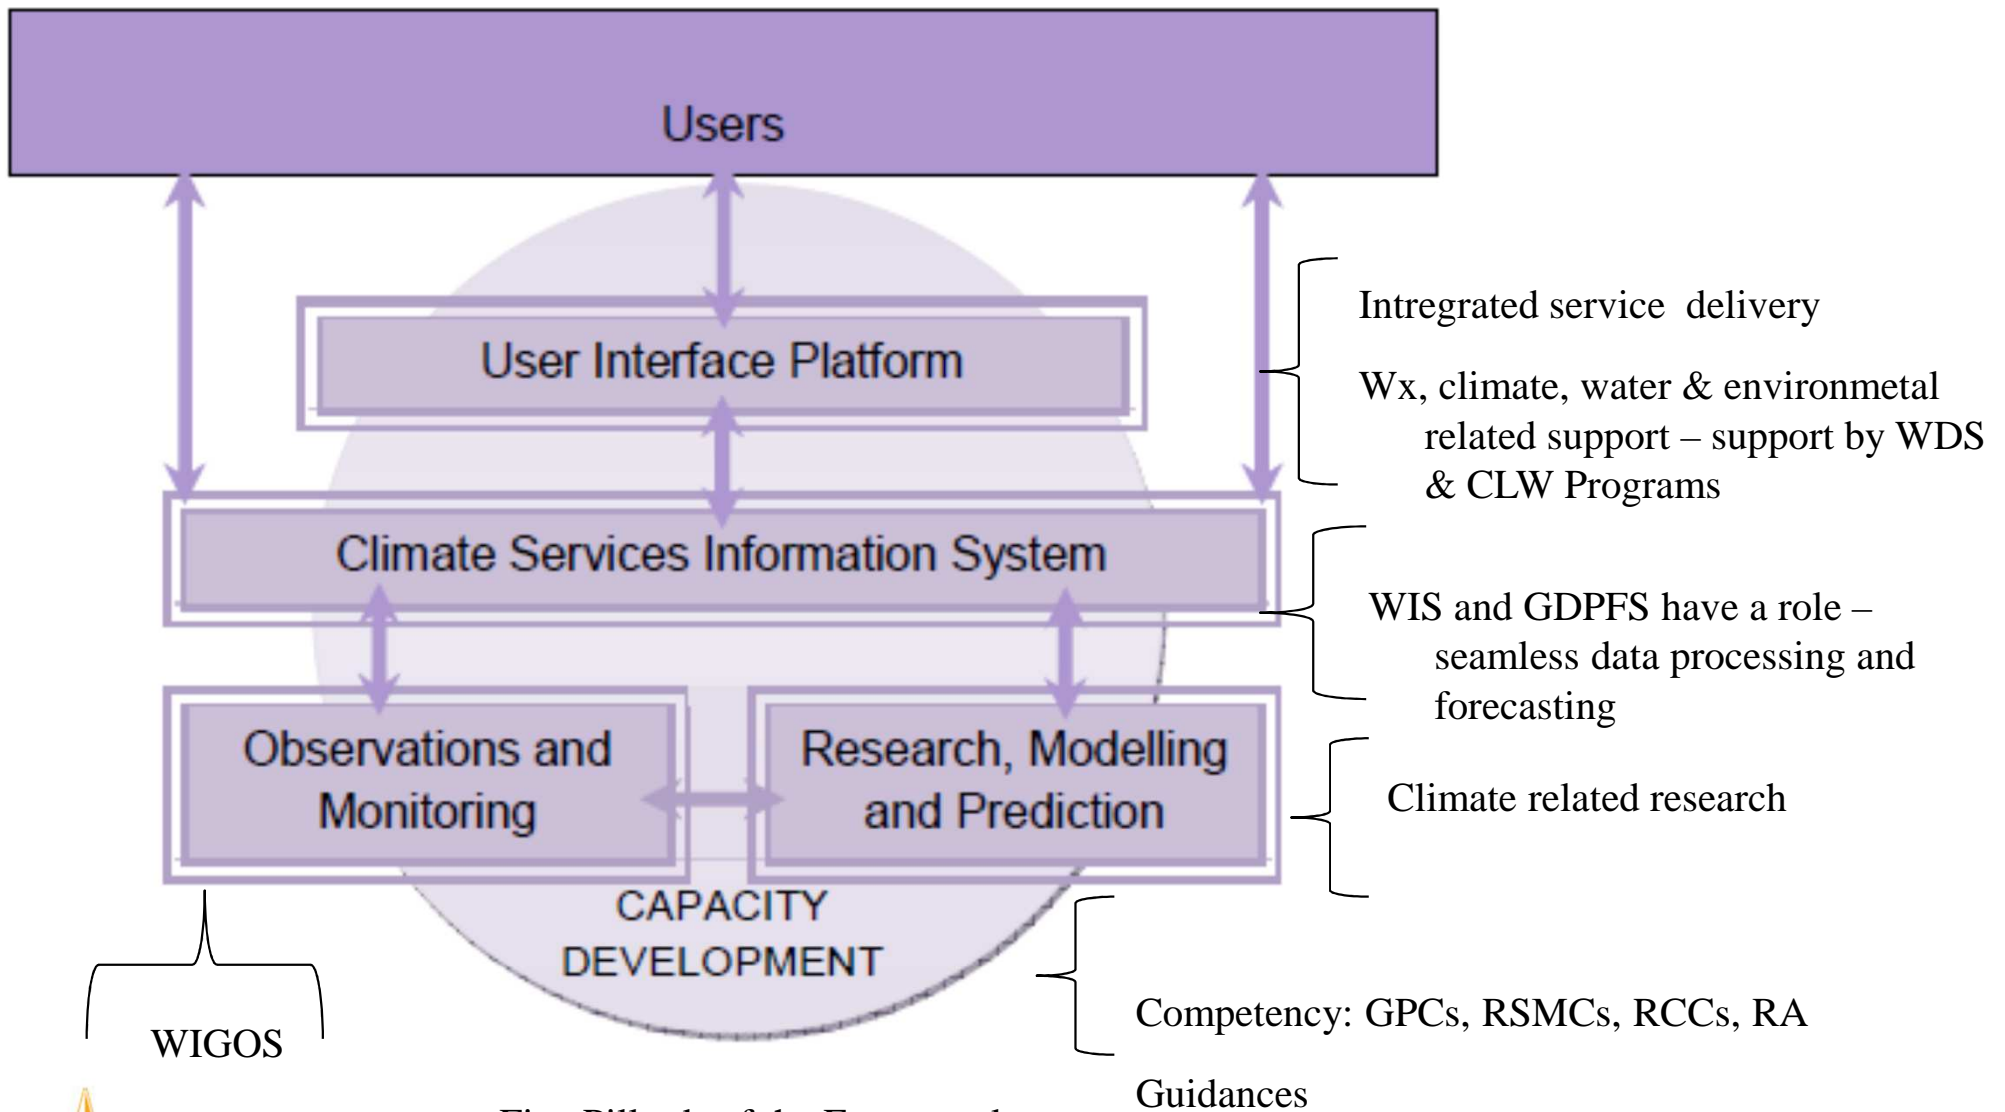 Users
User Interface Platform
Intregrated service delivery
Wx, climate, water & environmetal
related support – support by WDS
& CLW Programs
Climate Services Information System
WIS and GDPFS have a role –
seamless data processing and
forecasting
Observations and
Monitoring
Research, Modelling
and Prediction
Climate related research
CAPACITY
DEVELOPMENT
WIGOS
Competency: GPCs, RSMCs, RCCs, RA
Guidances